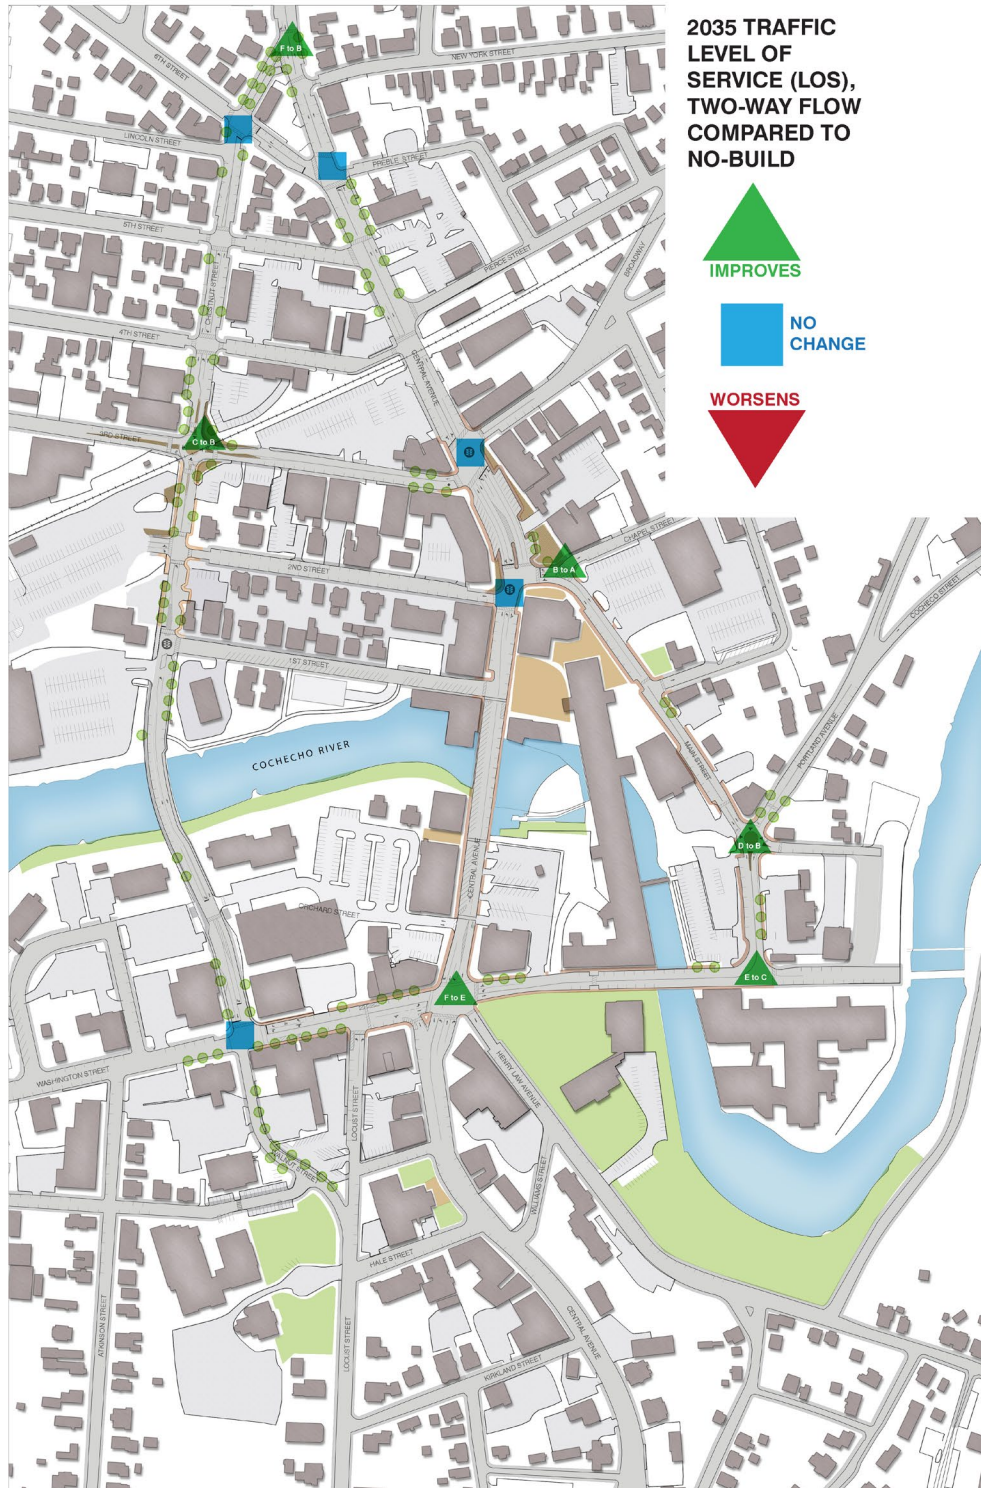 2035 TRAFFIC
LEVEL OF
SERVICE (LOS),
TWO-WAY FLOW
COMPARED TO
NO-BUILD
IMPROVES
NO
CHANGE
WORSENS
F to B
6TH STREET
NEW YORK STREET
LINCOLN STREET
PREBLE STREET
5TH STREET
PIERCE STREET
BROADWAY
CHESTNUT STREET
4TH STREET
CENTRAL AVENUE
3RD STREET
C to B
CHAPEL STREET
B to A
2ND STREET
COCHECO STREET
1ST STREET
COCHECHO RIVER
MAIN STREET
PORTLAND AVENUE
D to B
CENTRAL AVENUE
ORCHARD STREET
E to C
F to E
WASHINGTON STREET
HENRY LAW AVENUE
LOCUST STREET
WALNUT STREET
WILLIAMS STREET
HALE STREET
ATKINSON STREET
LOCUST STREET
CENTRAL AVENUE
KIRKLAND STREET